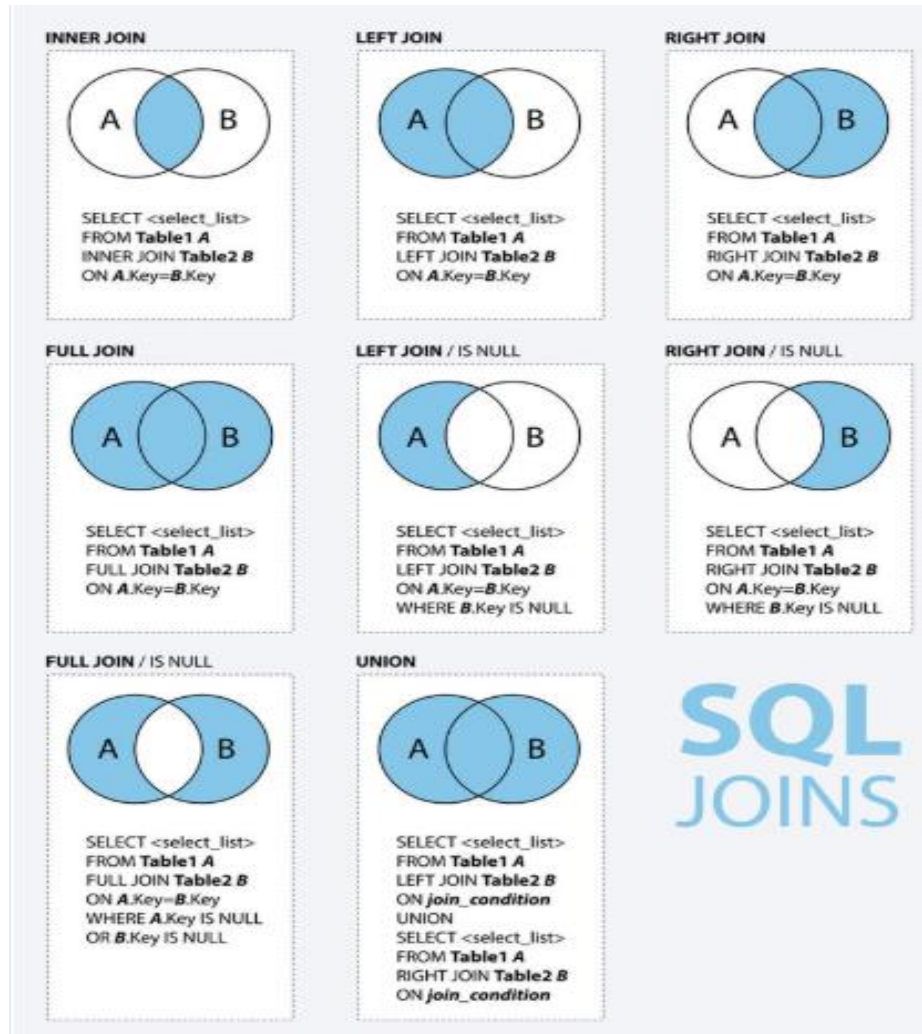 INNER JOIN
A B
SELECT <select_list>
FROM Table1 A
INNER JOIN Table2 B
ON A.Key=B.Key
LEFT JOIN
A B
SELECT <select_list>
FROM Table1 A
LEFT JOIN Table2 B
ON A.Key=B.Key
RIGHT JOIN
A B
SELECT <select_list>
FROM Table1 A
RIGHT JOIN Table2 B
ON A.Key=B.Key
FULL JOIN
A B
SELECT <select_list>
FROM Table1 A
FULL JOIN Table2 B
ON A.Key=B.Key
LEFT JOIN / IS NULL
A B
SELECT <select_list>
FROM Table1 A
LEFT JOIN Table2 B
ON A.Key=B.Key
WHERE B.Key IS NULL
RIGHT JOIN / IS NULL
A B
SELECT <select_list>
FROM Table1 A
RIGHT JOIN Table2 B
ON A.Key=B.Key
WHERE B.Key IS NULL
FULL JOIN / IS NULL
A B
SELECT <select_list>
FROM Table1 A
FULL JOIN Table2 B
ON A.Key=B.Key
WHERE A.Key IS NULL
OR B.Key IS NULL
UNION
A B
SELECT <select_list>
FROM Table1 A
LEFT JOIN Table2 B
ON join_condition
UNION
SELECT <select_list>
FROM Table1 A
RIGHT JOIN Table2 B
ON join_condition
SQL
JOINS